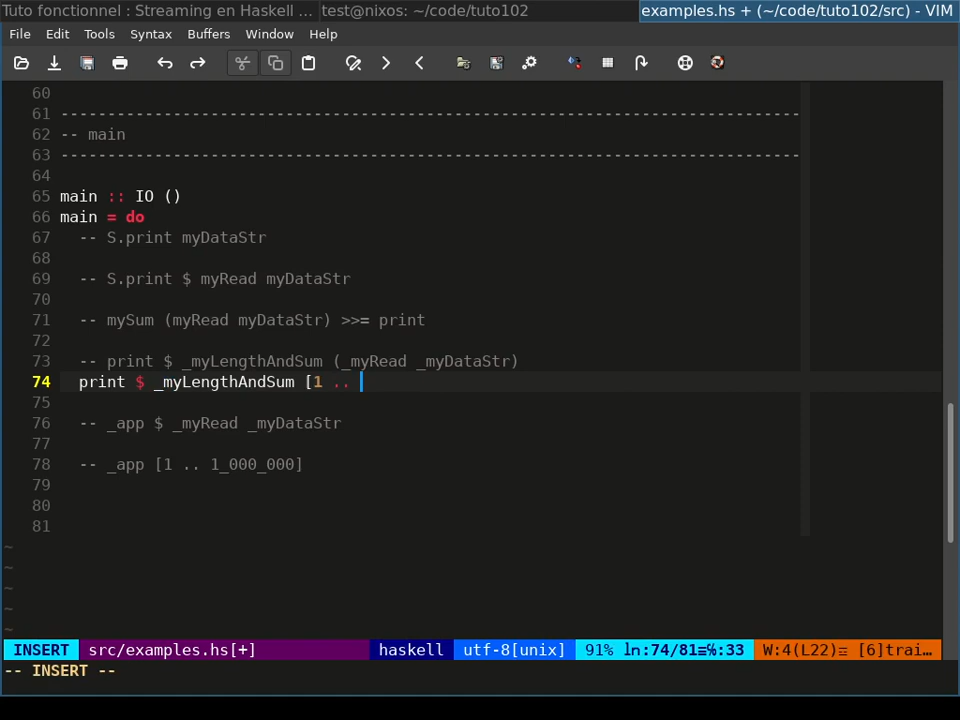 Tuto fonctionnel : Streaming en Haskell ... test@nixos: ~/code/tuto102 examples.hs + (~/code/tuto102/src) - VIM
File Edit Tools Syntax Buffers Window Help
60
61 -------------------------------------------------------------------------------
62 -- main
63 -------------------------------------------------------------------------------
64
65 main :: IO ()
66 main = do
67   -- S.print myDataStr
68
69   -- S.print $ myRead myDataStr
70
71   -- mySum (myRead myDataStr) >>= print
72
73   -- print $ _myLengthAndSum (_myRead _myDataStr)
74   print $ _myLengthAndSum [1 ..
75
76   -- _app $ _myRead _myDataStr
77
78   -- _app [1 .. 1_000_000]
79
80
81
~
~
~
~
~
INSERT src/examples.hs[+] haskell utf-8[unix] 91% ln:74/81≡℅:33 W:4(L22)☲ [6]trai…
-- INSERT --